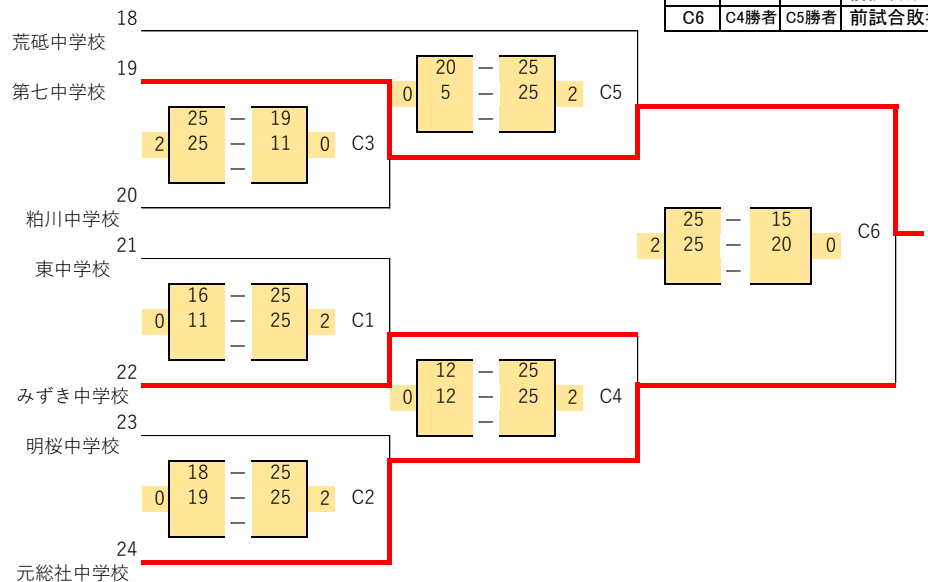 C6 C4勝者 C5勝者 前試合敗
18
荒砥中学校
19
第七中学校
20 — 25
0 5 — 25 2 C5
—
25 — 19
2 25 — 11 0 C3
—
20
粕川中学校
25 — 15
2 25 — 20 0 C6
—
21
東中学校
16 — 25
0 11 — 25 2 C1
—
22
みずき中学校
12 — 25
0 12 — 25 2 C4
—
23
明桜中学校
18 — 25
0 19 — 25 2 C2
—
24
元総社中学校